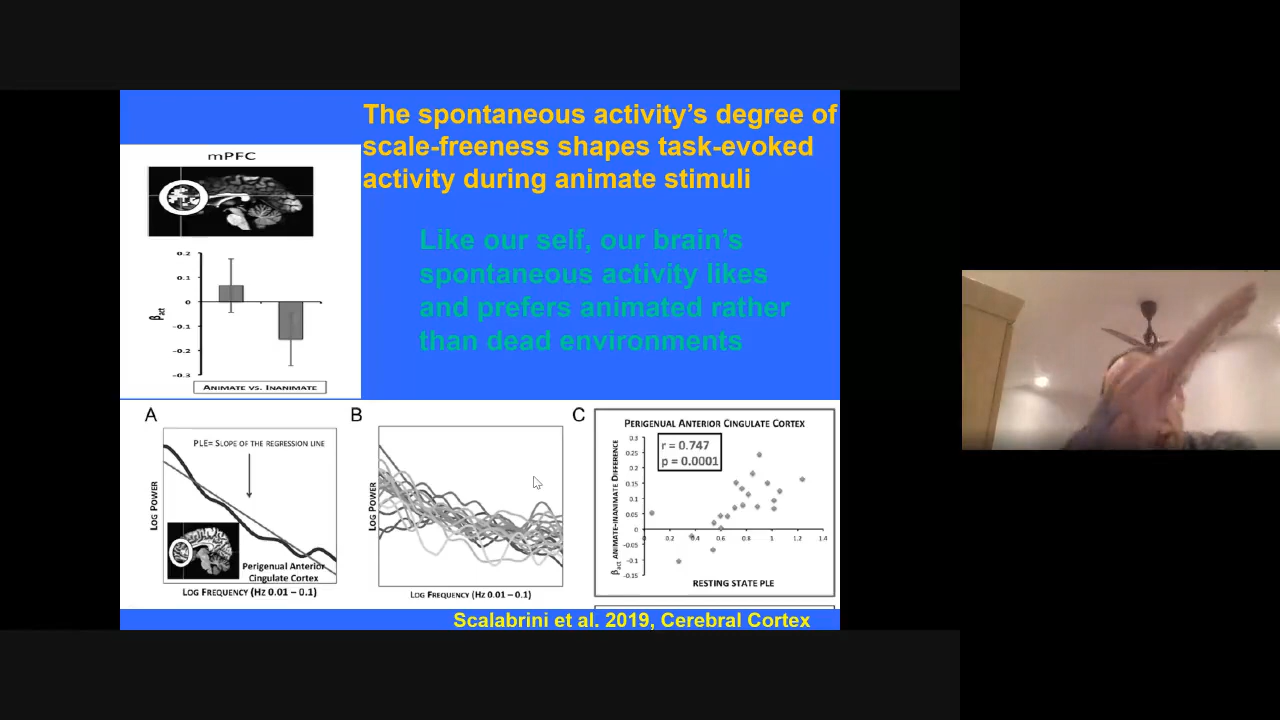 The spontaneous activity’s degree of
scale-freeness shapes task-evoked
activity during animate stimuli
Like our self, our brain’s
spontaneous activity likes
and prefers animated rather
than dead environments
mPFC
0.2
0.1
0
-0.1
-0.2
-0.3
βact
ANIMATE VS. INANIMATE
A
PLE= SLOPE OF THE REGRESSION LINE
LOG POWER
Perigenual Anterior
Cingulate Cortex
LOG FREQUENCY (HZ 0.01 – 0.1)
B
LOG POWER
LOG FREQUENCY (HZ 0.01 – 0.1)
C
PERIGENUAL ANTERIOR CINGULATE CORTEX
r = 0.747
p = 0.0001
βact ANIMATE-INANIMATE DIFFERENCE
0.3
0.25
0.2
0.15
0.1
0.05
0
-0.05
-0.1
-0.15
0 0.2 0.4 0.6 0.8 1 1.2 1.4
RESTING STATE PLE
Scalabrini et al. 2019, Cerebral Cortex